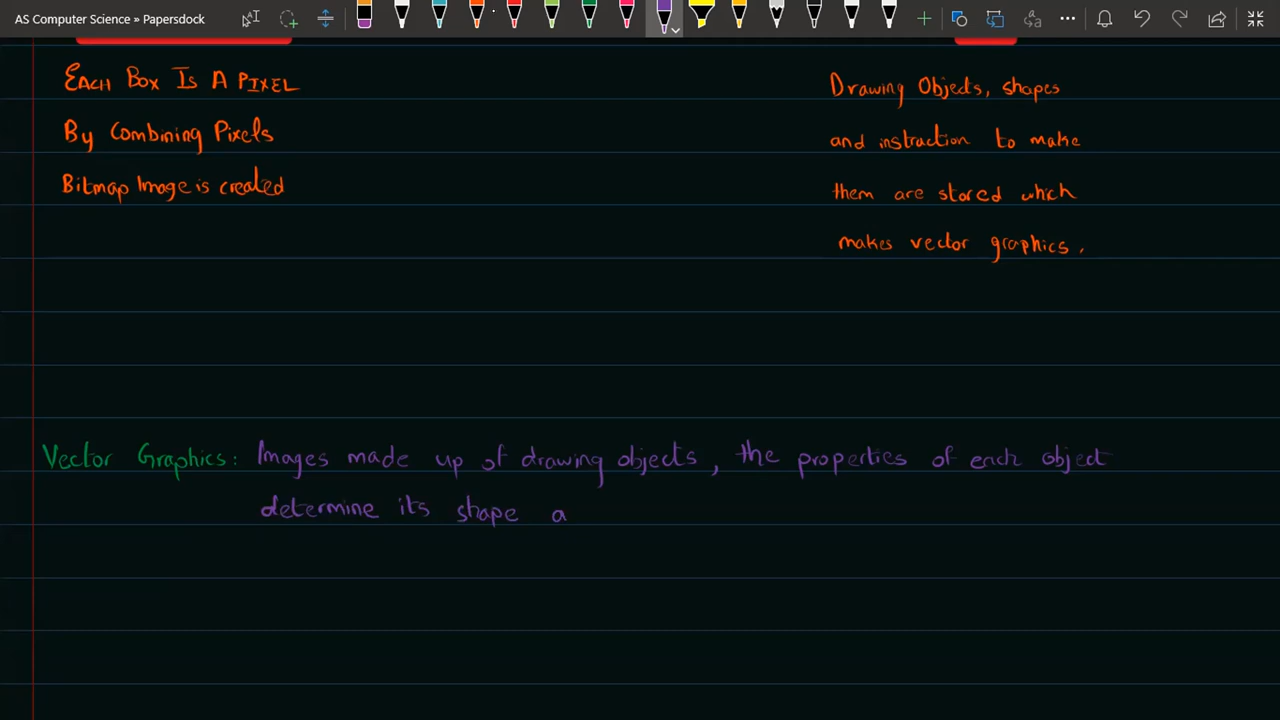 AS Computer Science » Papersdock
EACH BOX IS A PIXEL
By Combining Pixels
Bitmap Image is created
Drawing Objects, shapes
and instraction to make
them are stored which
makes vector graphics.
Vector Graphics: Images made up of drawing objects, the properties of each object
determine its shape a